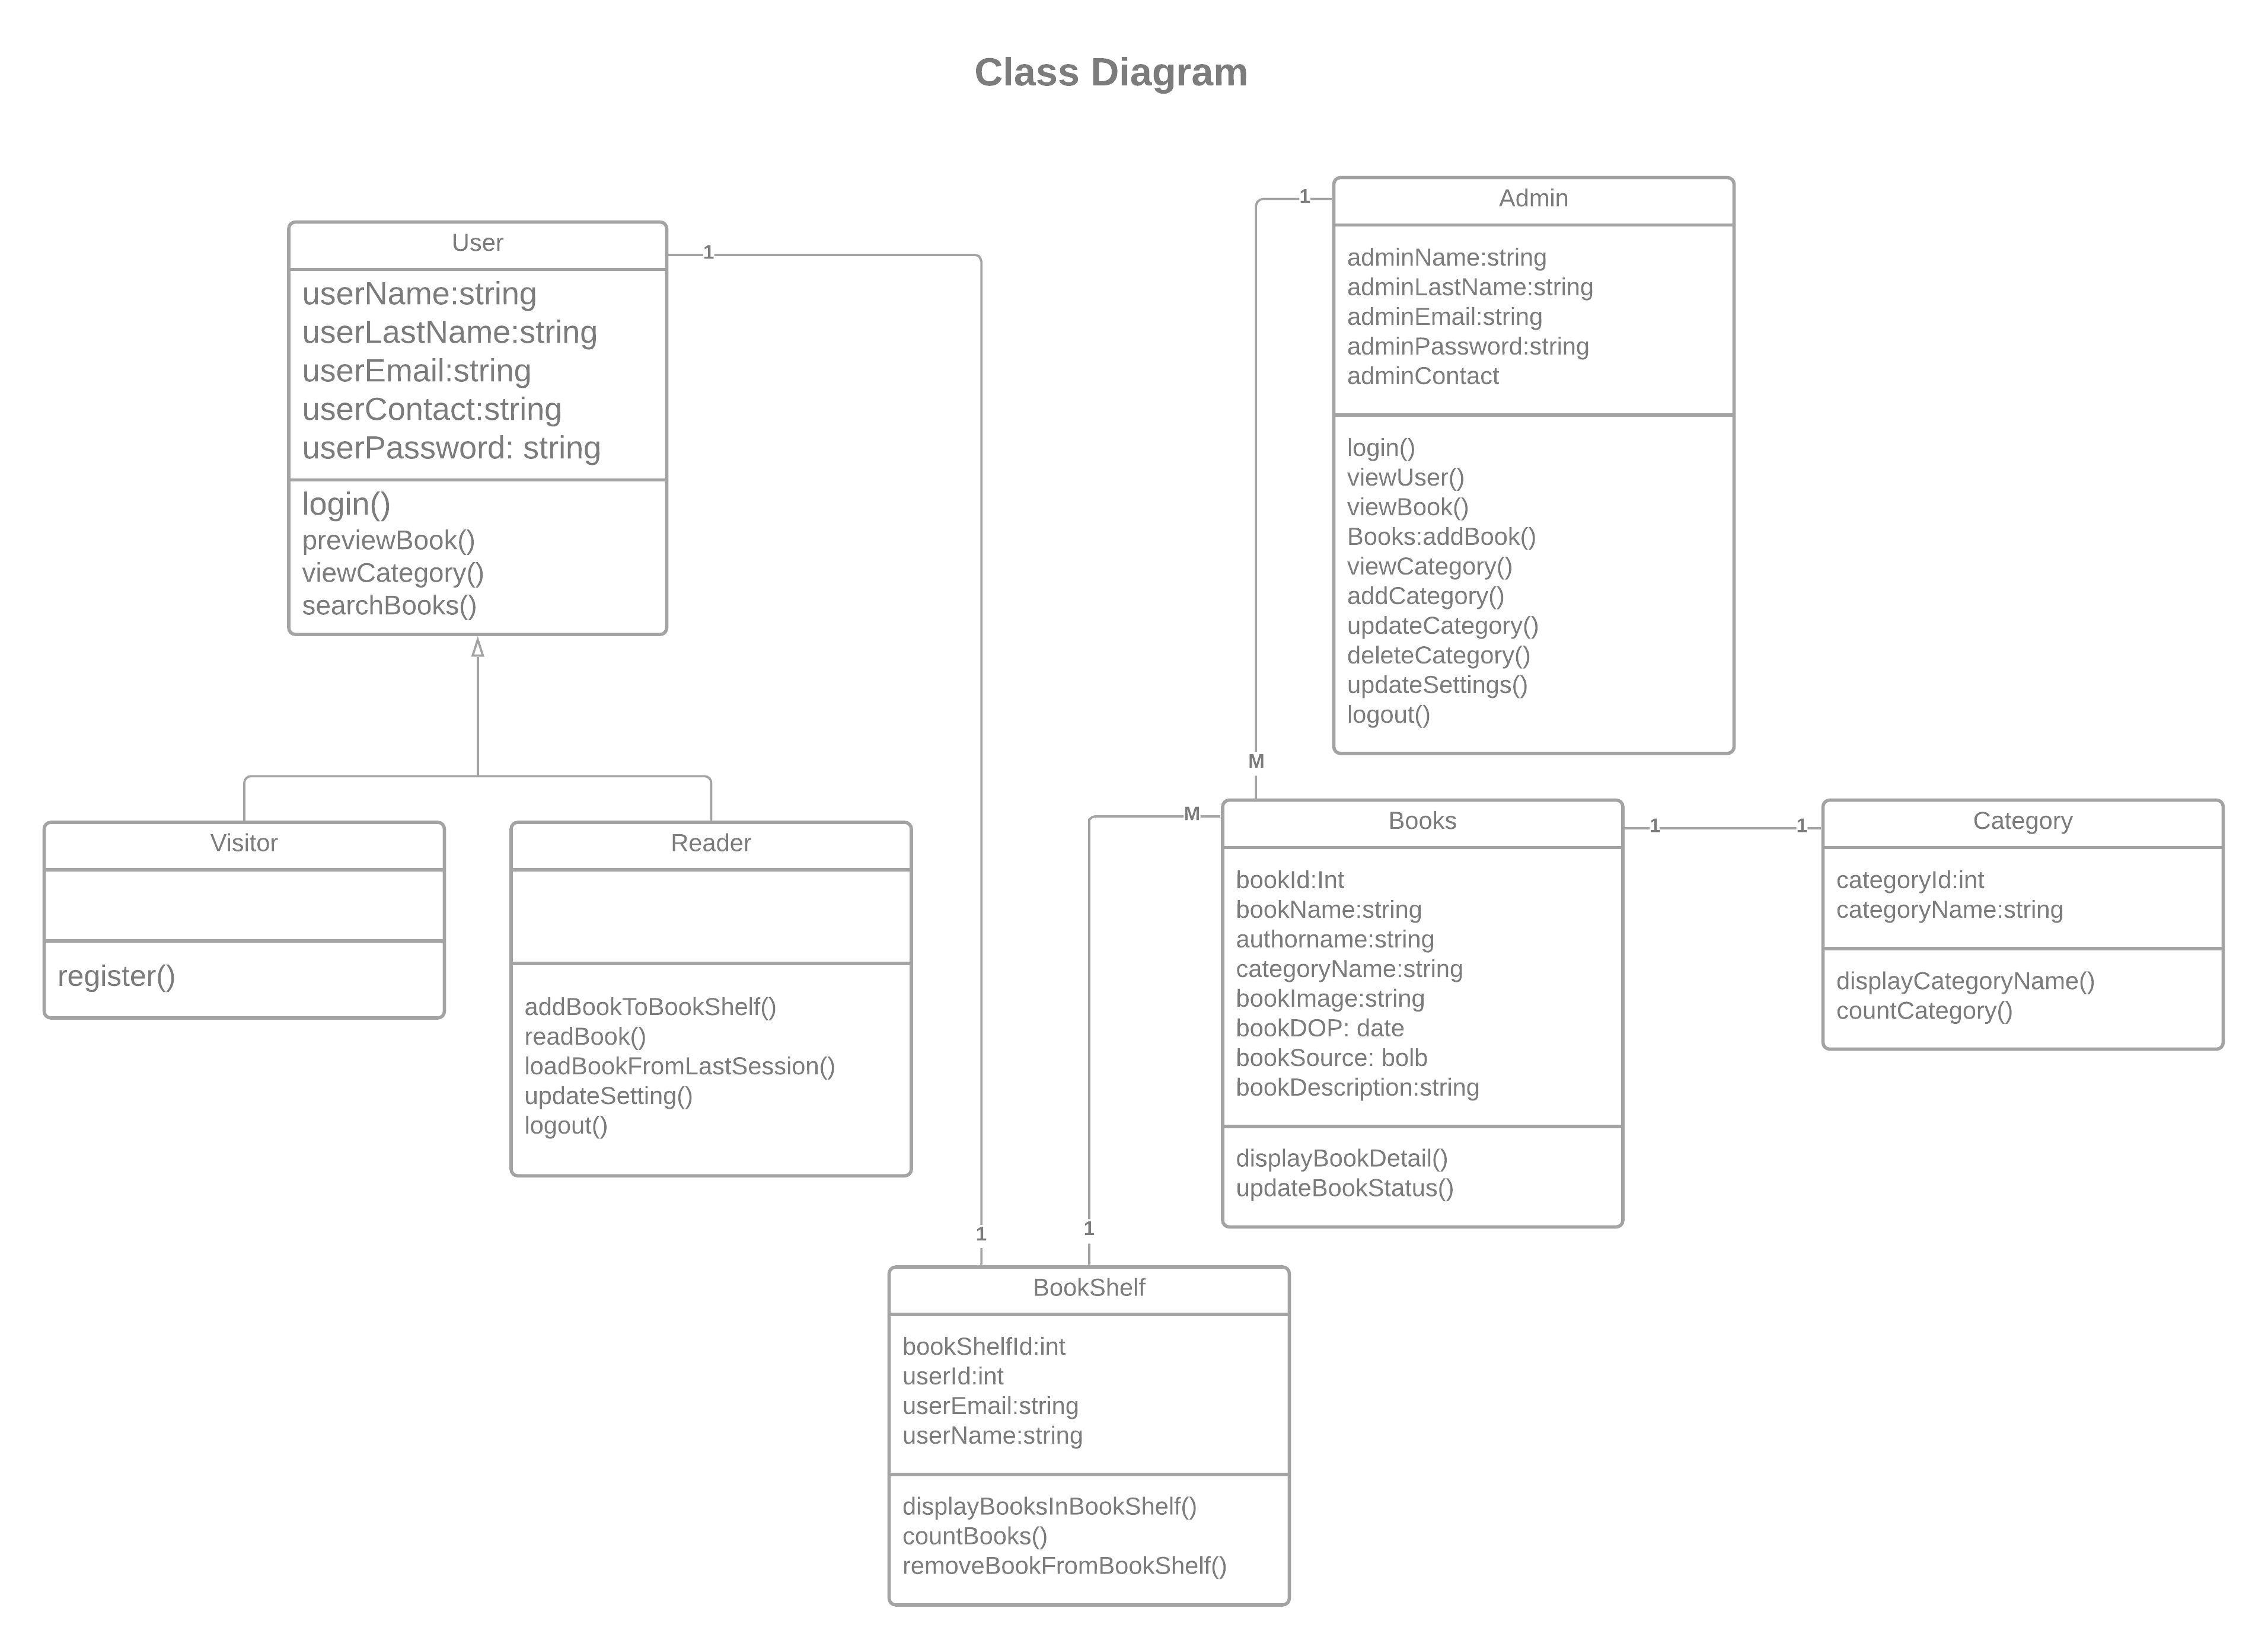 Class Diagram
User
userName:string
userLastName:string
userEmail:string
userContact:string
userPassword: string
login()
previewBook()
viewCategory()
searchBooks()
1
1
Admin
adminName:string
adminLastName:string
adminEmail:string
adminPassword:string
adminContact
login()
viewUser()
viewBook()
Books:addBook()
viewCategory()
addCategory()
updateCategory()
deleteCategory()
updateSettings()
logout()
M
Visitor
register()
Reader
addBookToBookShelf()
readBook()
loadBookFromLastSession()
updateSetting()
logout()
M
Books
bookId:Int
bookName:string
authorname:string
categoryName:string
bookImage:string
bookDOP: date
bookSource: bolb
bookDescription:string
displayBookDetail()
updateBookStatus()
1
1
Category
categoryId:int
categoryName:string
displayCategoryName()
countCategory()
1
1
BookShelf
bookShelfId:int
userId:int
userEmail:string
userName:string
displayBooksInBookShelf()
countBooks()
removeBookFromBookShelf()